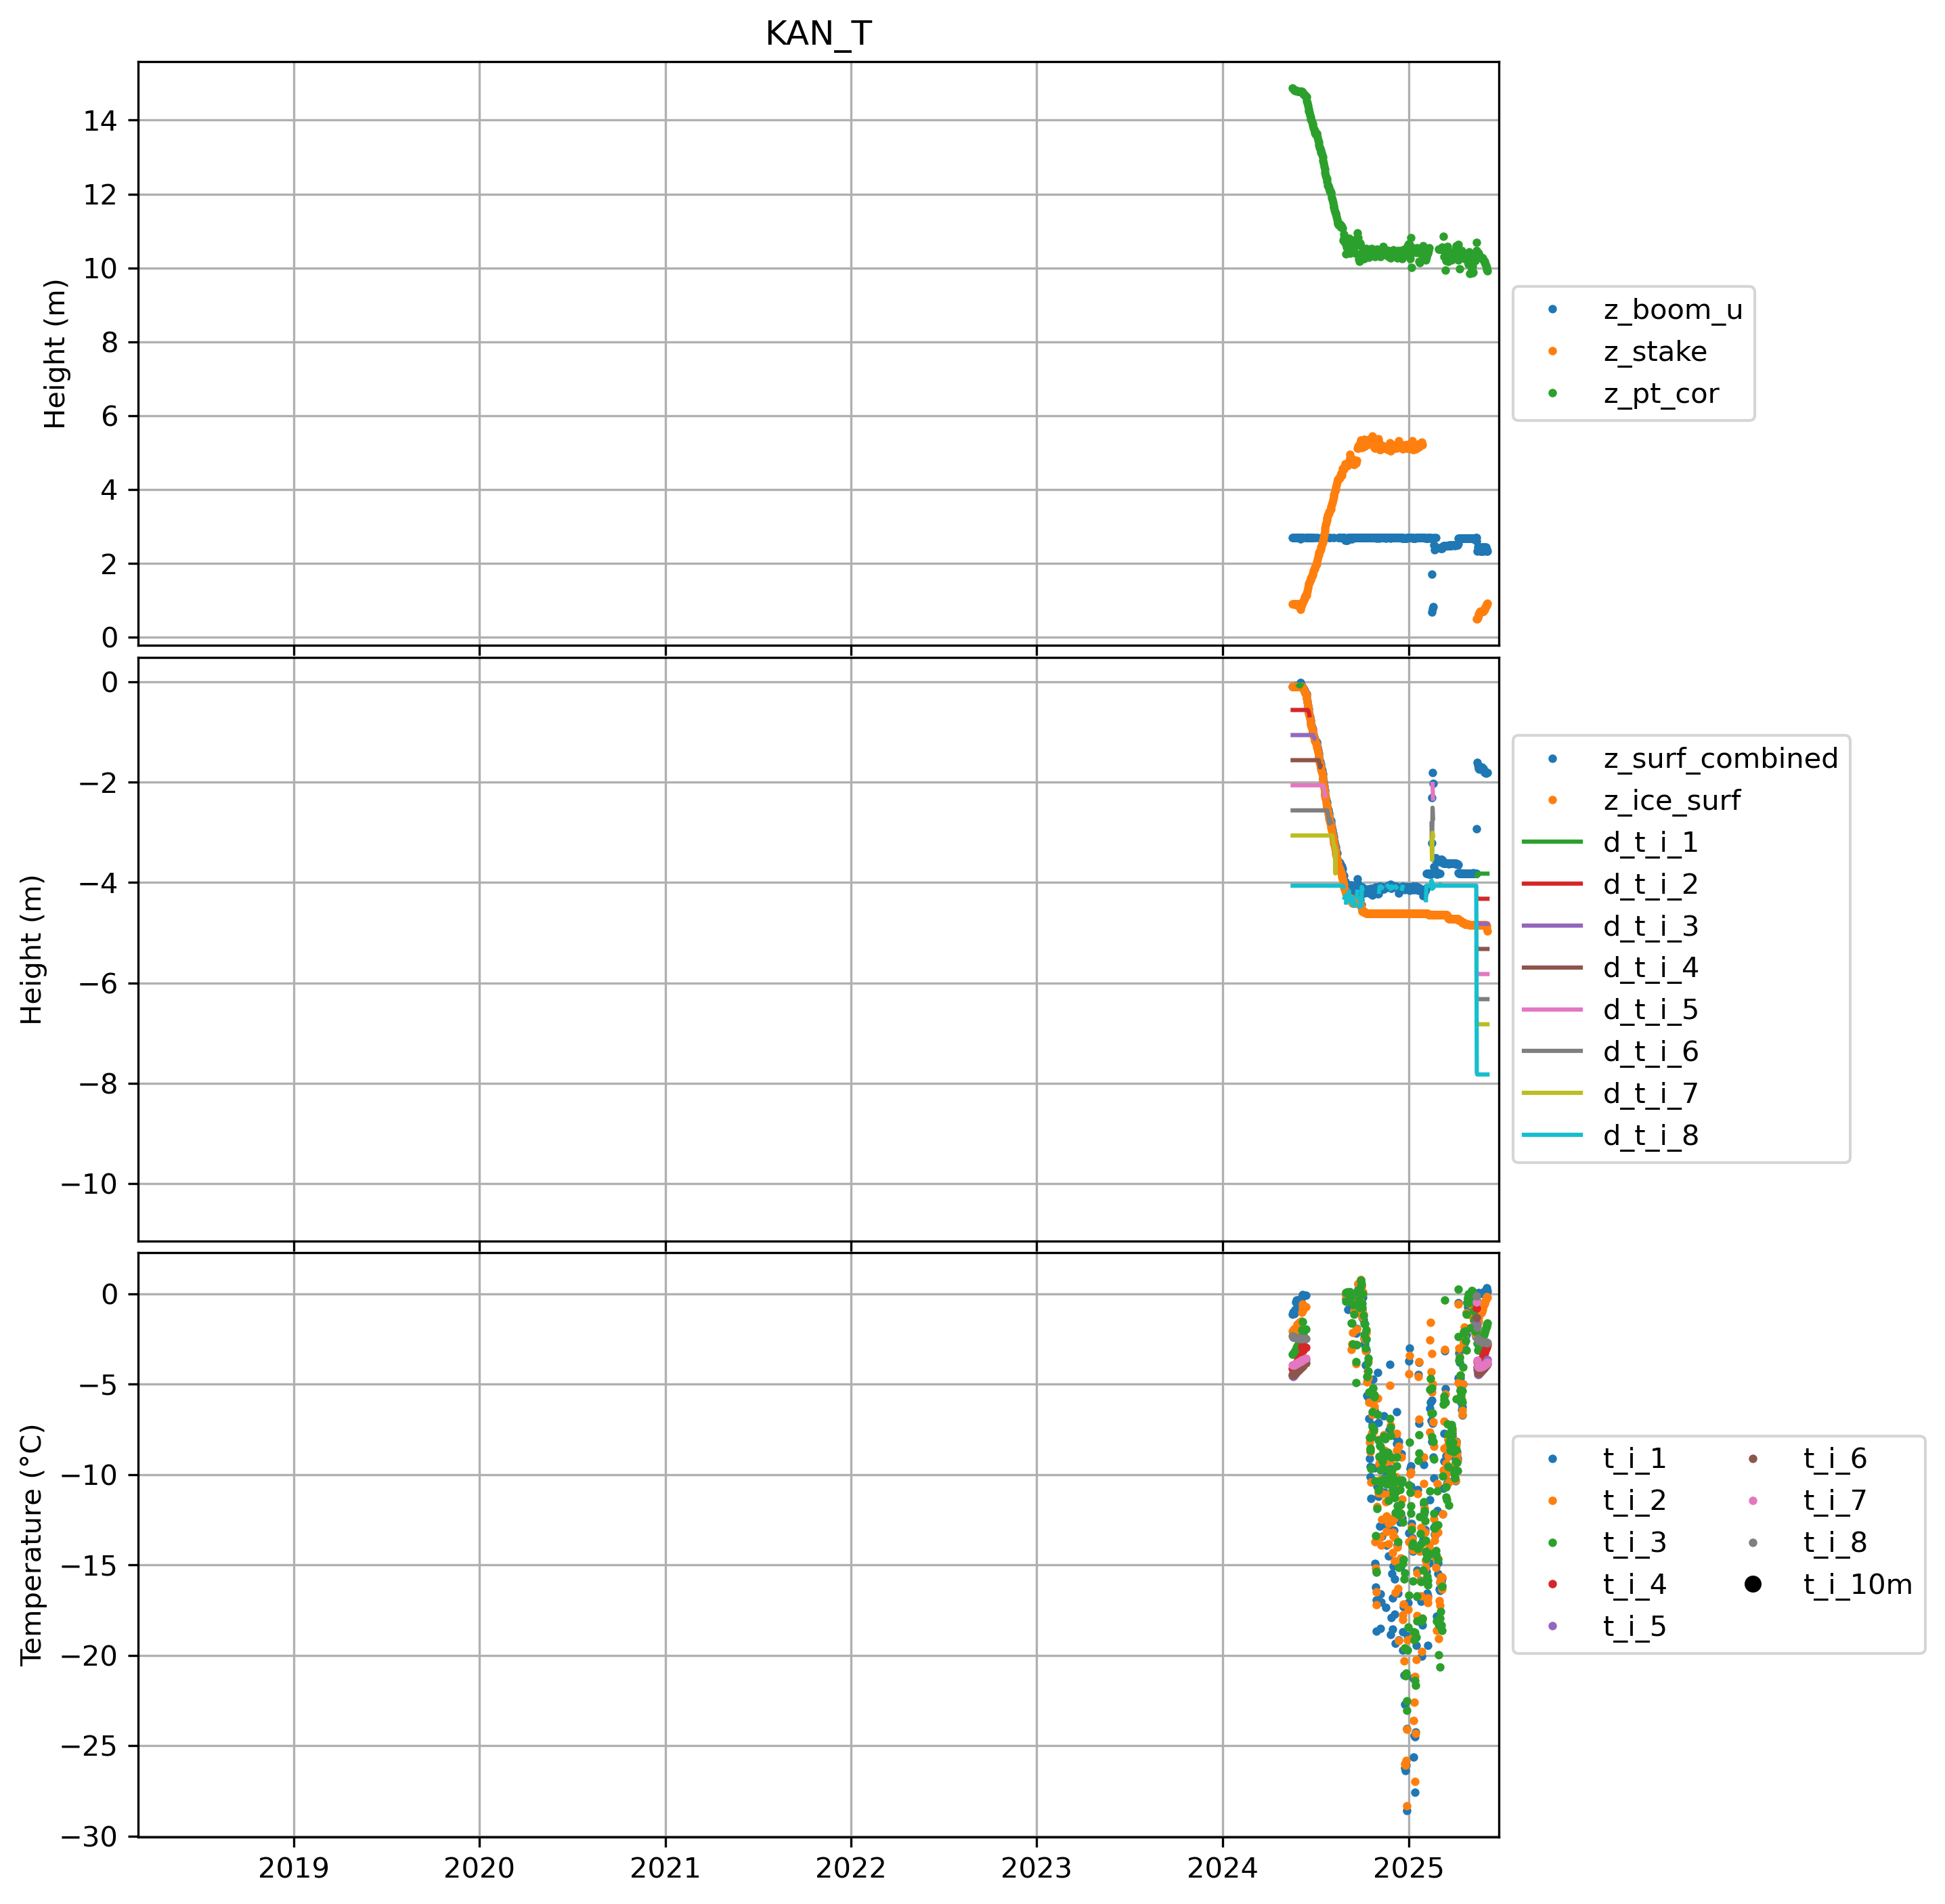 KAN_T
14
12
10
8
6
4
2
0
Height (m)
z_boom_u
z_stake
z_pt_cor
0
−2
−4
−6
−8
−10
Height (m)
z_surf_combined
z_ice_surf
d_t_i_1
d_t_i_2
d_t_i_3
d_t_i_4
d_t_i_5
d_t_i_6
d_t_i_7
d_t_i_8
0
−5
−10
−15
−20
−25
−30
Temperature (°C)
t_i_1
t_i_2
t_i_3
t_i_4
t_i_5
t_i_6
t_i_7
t_i_8
t_i_10m
2019 2020 2021 2022 2023 2024 2025